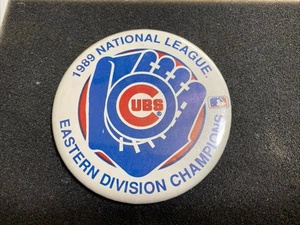 1989 NATIONAL LEAGUE
CUBS
EASTERN DIVISION CHAMPIONS